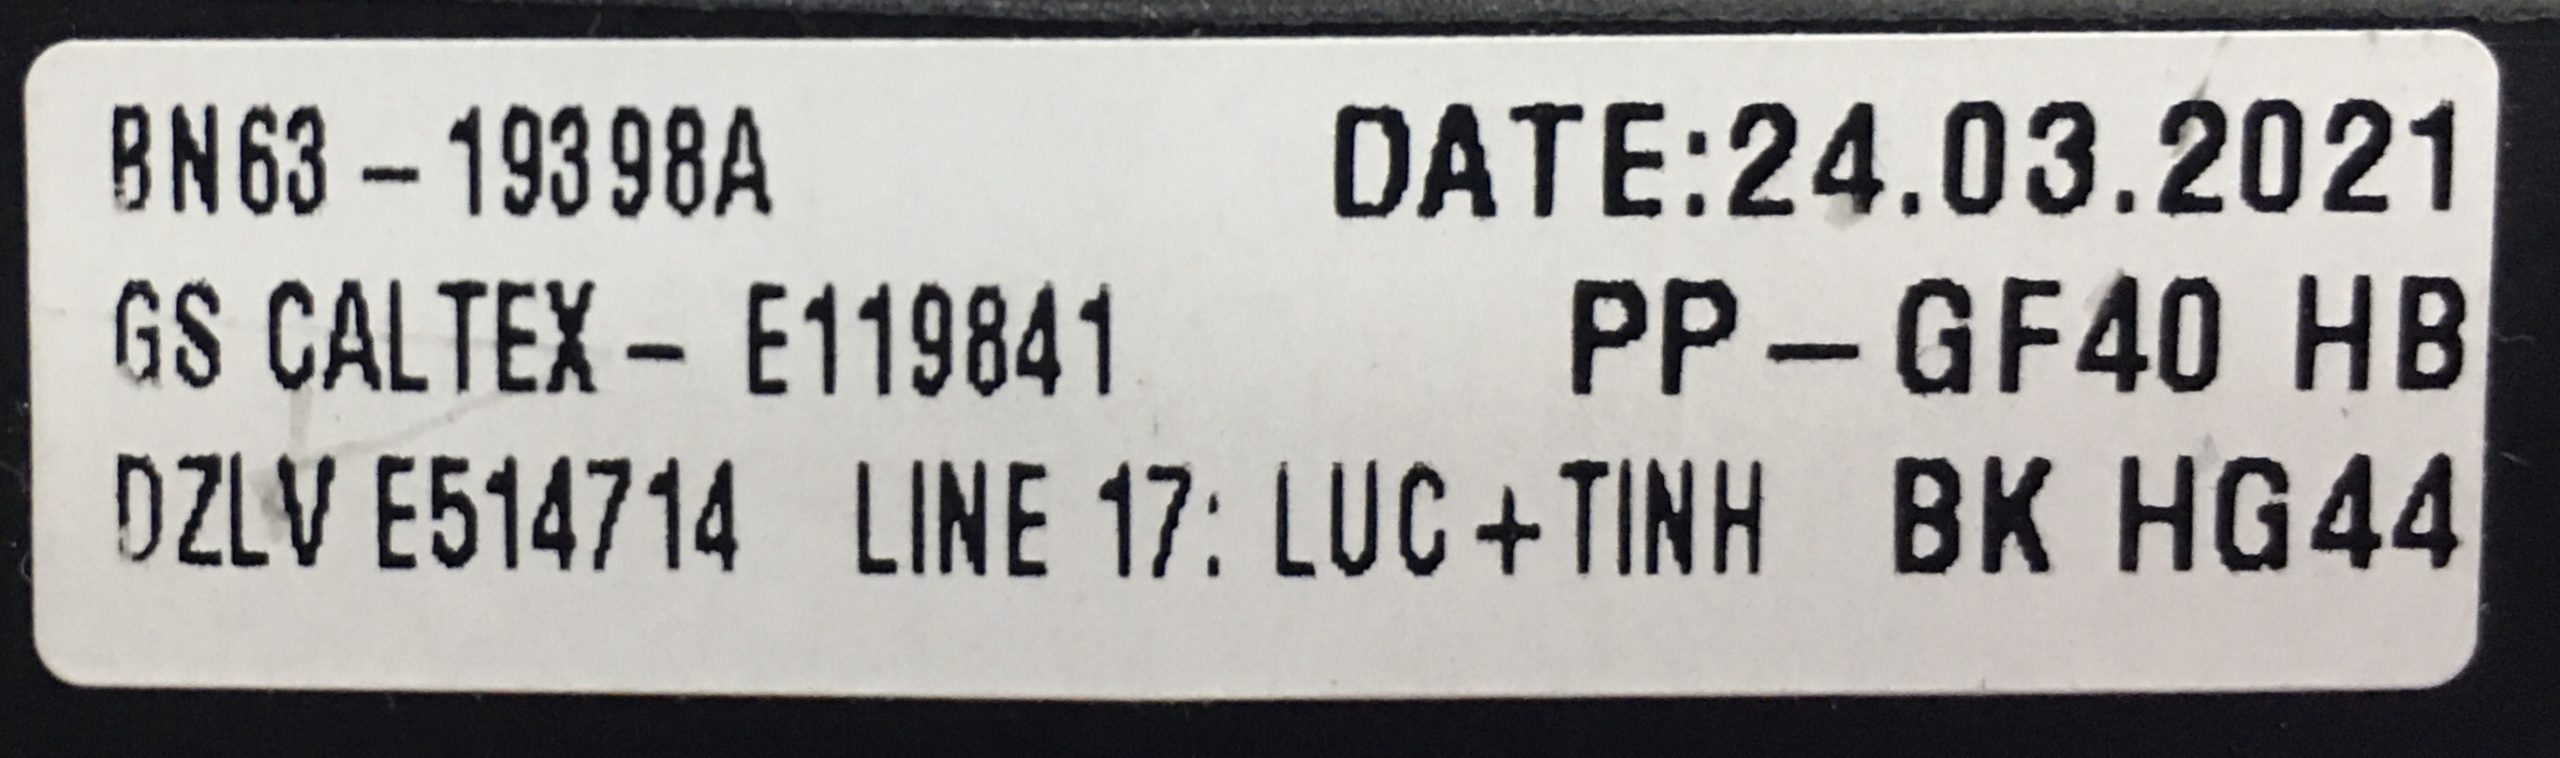 BN63-19398A DATE:24.03.2021
GS CALTEX- E119841 PP-GF40 HB
DZLV E514714 LINE 17: LUC+TINH BK HG44